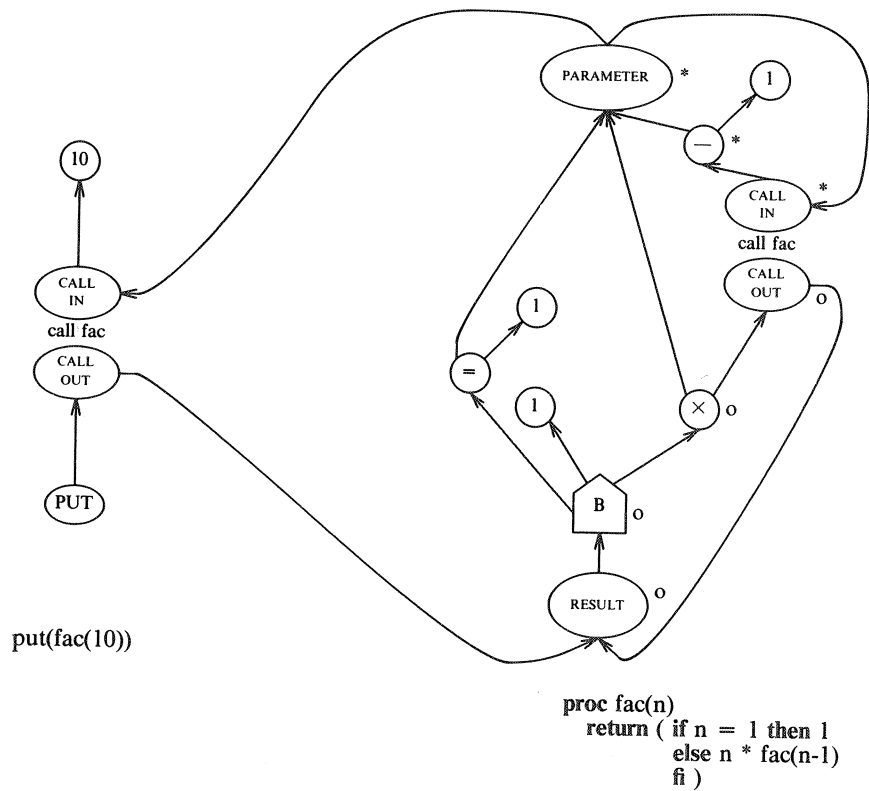 PARAMETER *
1
— *
CALL
IN
*
call fac
CALL
OUT
o
10
CALL
IN
call fac
CALL
OUT
PUT
1
=
1
× o
B o
RESULT o
put(fac(10))
proc fac(n)
return ( if n = 1 then 1
else n * fac(n-1)
fi )